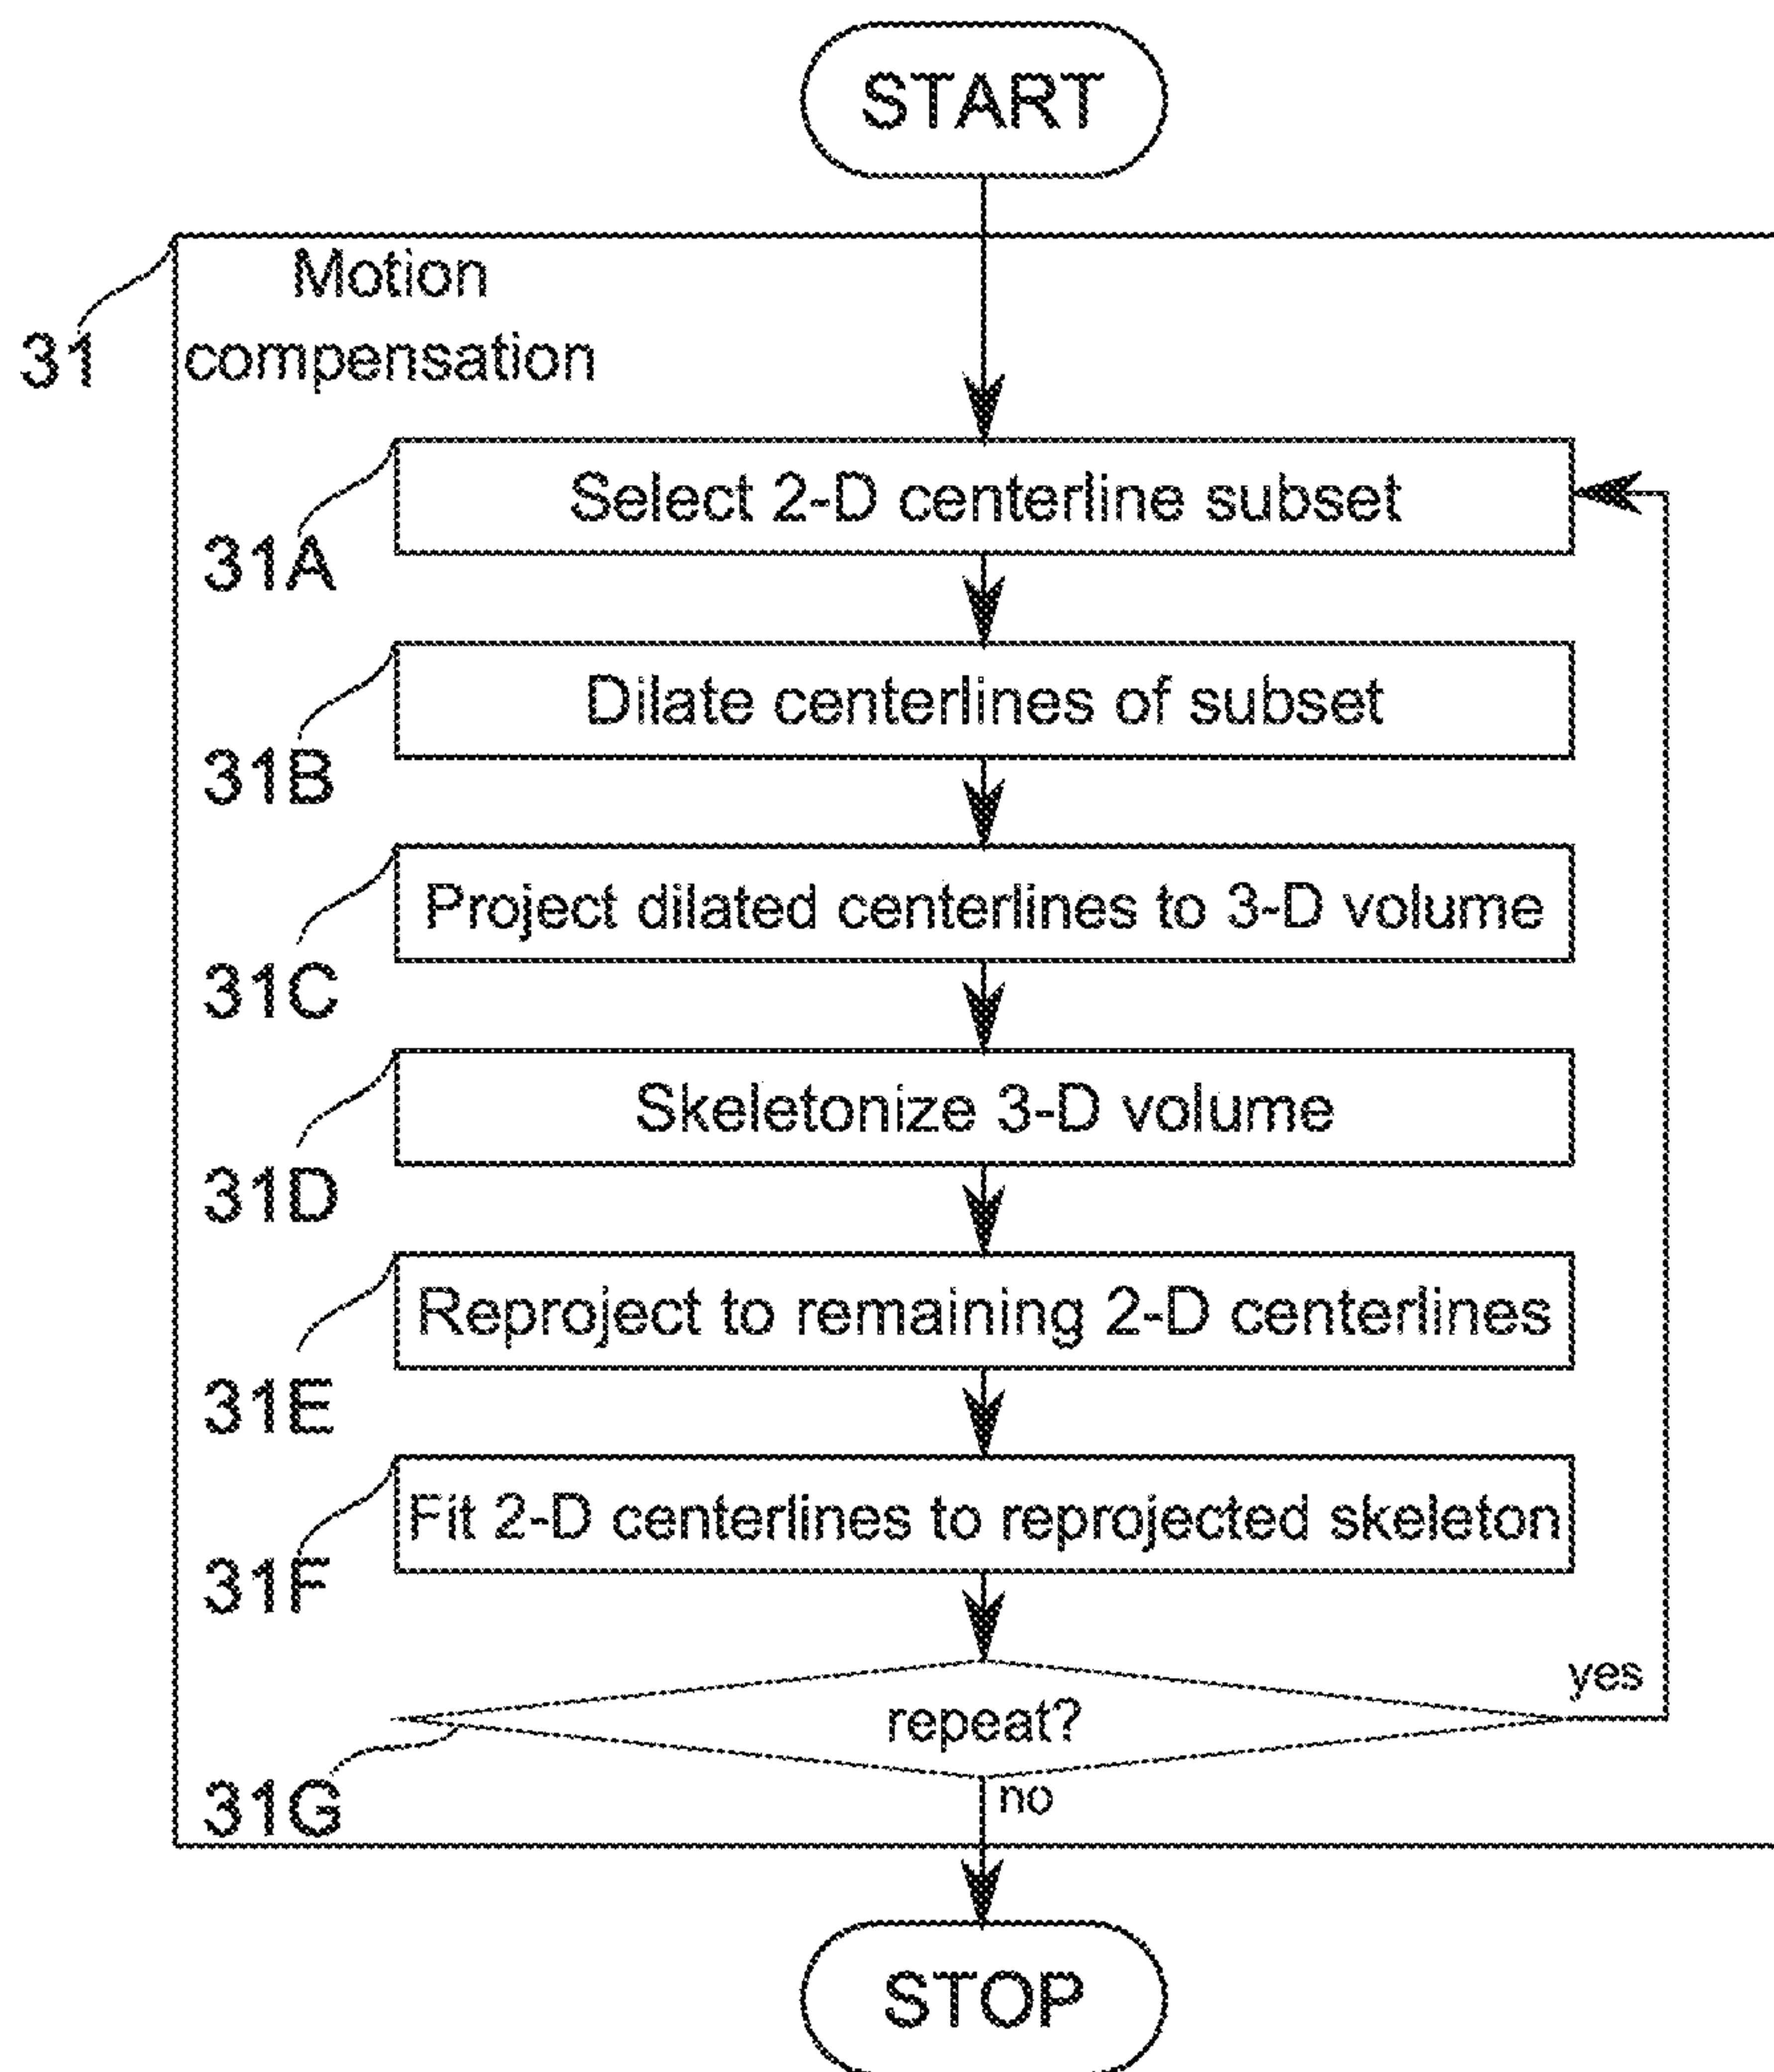 START
Motion
31
compensation
Select 2-D centerline subset
31A
Dilate centerlines of subset
31B
Project dilated centerlines to 3-D volume
31C
Skeletonize 3-D volume
31D
Reproject to remaining 2-D centerlines
31E
Fit 2-D centerlines to reprojected skeleton
31F
yes
repeat?
31G
no
STOP